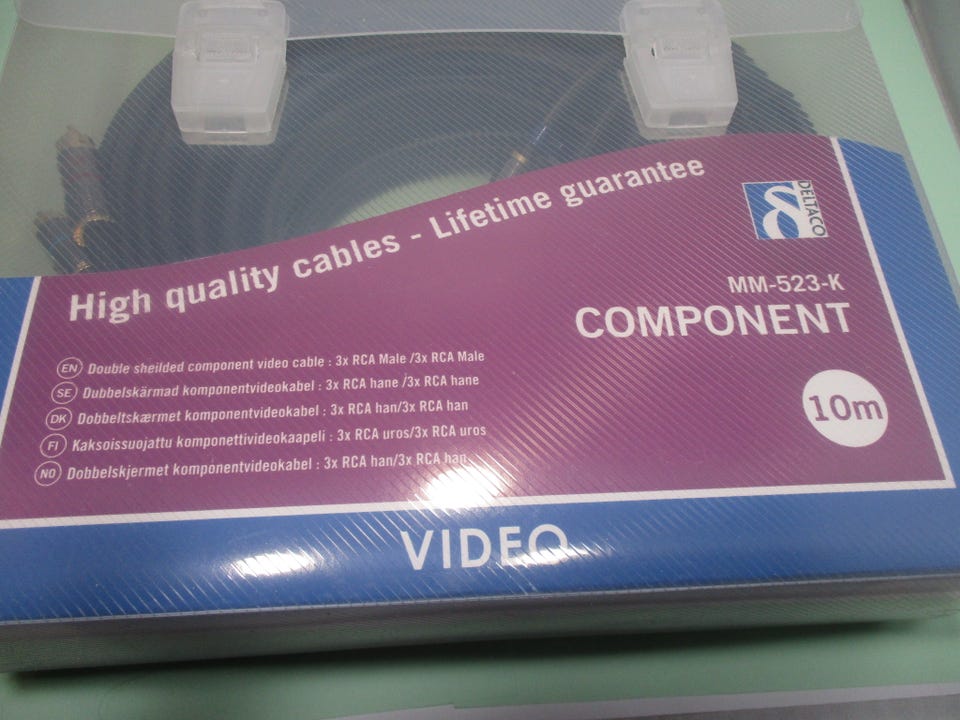 High quality cables - Lifetime guarantee
DELTACO
MM-523-K
COMPONENT
EN Double sheilded component video cable : 3x RCA Male /3x RCA Male
SE Dubbelskärmad komponentvideokabel : 3x RCA hane /3x RCA hane
DK Dobbeltskærmet komponentvideokabel : 3x RCA han/3x RCA han
FI Kaksoissuojattu komponettivideokaapeli : 3x RCA uros/3x RCA uros
NO Dobbelskjermet komponentvideokabel : 3x RCA han/3x RCA han
10m
VIDEO